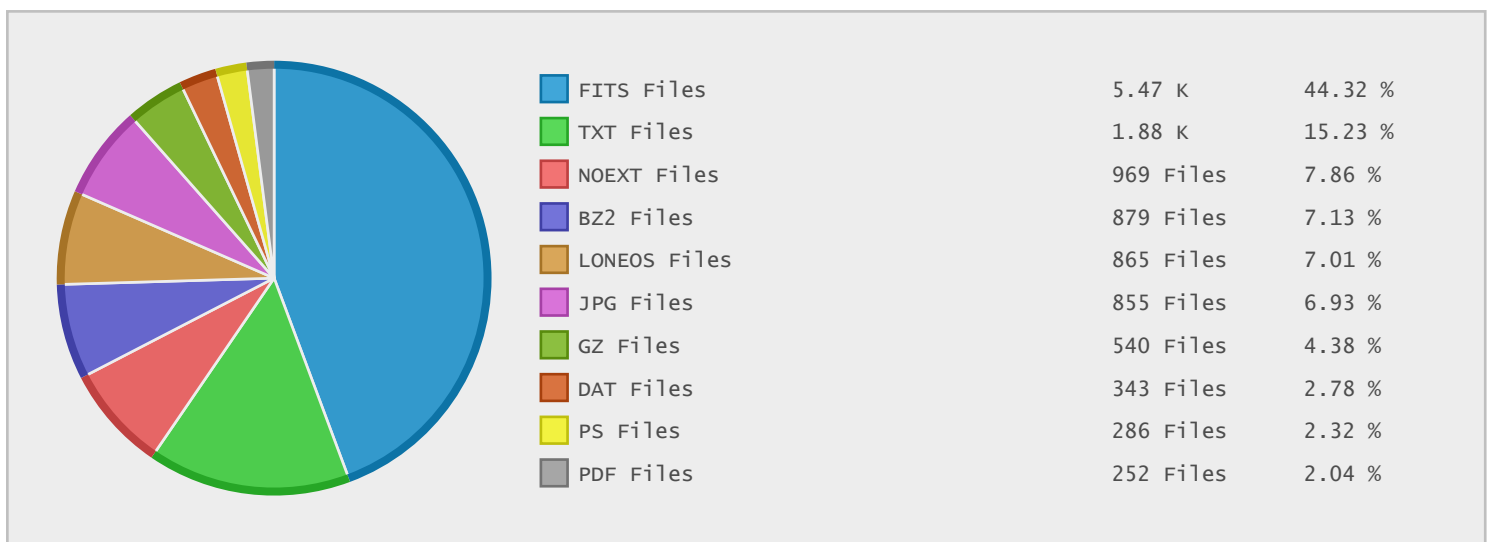 FITS Files 5.47 K 44.32 %
TXT Files 1.88 K 15.23 %
NOEXT Files 969 Files 7.86 %
BZ2 Files 879 Files 7.13 %
LONEOS Files 865 Files 7.01 %
JPG Files 855 Files 6.93 %
GZ Files 540 Files 4.38 %
DAT Files 343 Files 2.78 %
PS Files 286 Files 2.32 %
PDF Files 252 Files 2.04 %